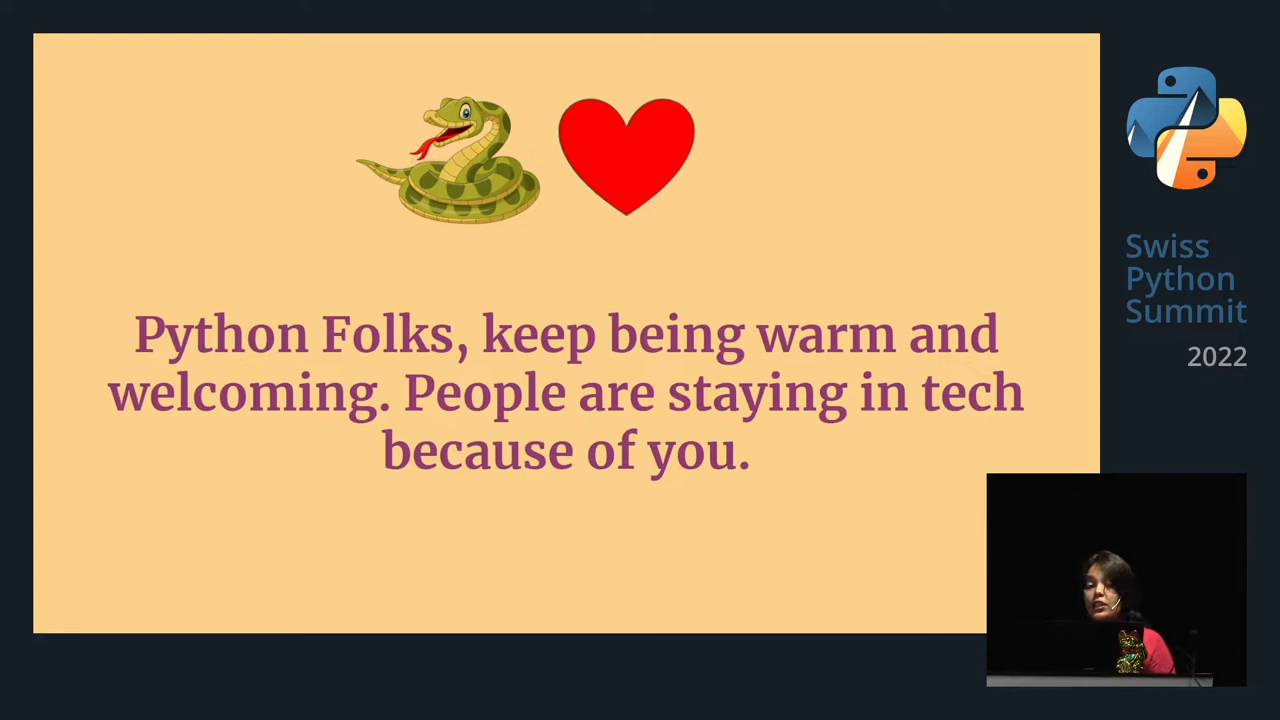 Python Folks, keep being warm and
welcoming. People are staying in tech
because of you.
Swiss
Python
Summit
2022